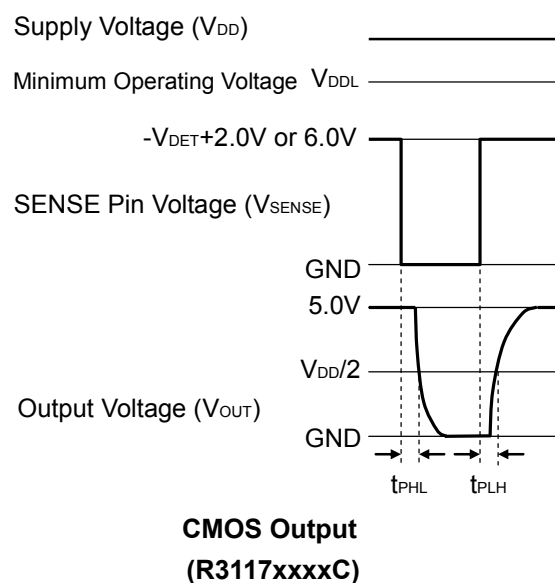 Supply Voltage (VDD)
Minimum Operating Voltage VDDL
-VDET+2.0V or 6.0V
SENSE Pin Voltage (VSENSE)
GND
5.0V
VDD/2
Output Voltage (VOUT)
GND
tPHL tPLH
CMOS Output
(R3117xxxxC)